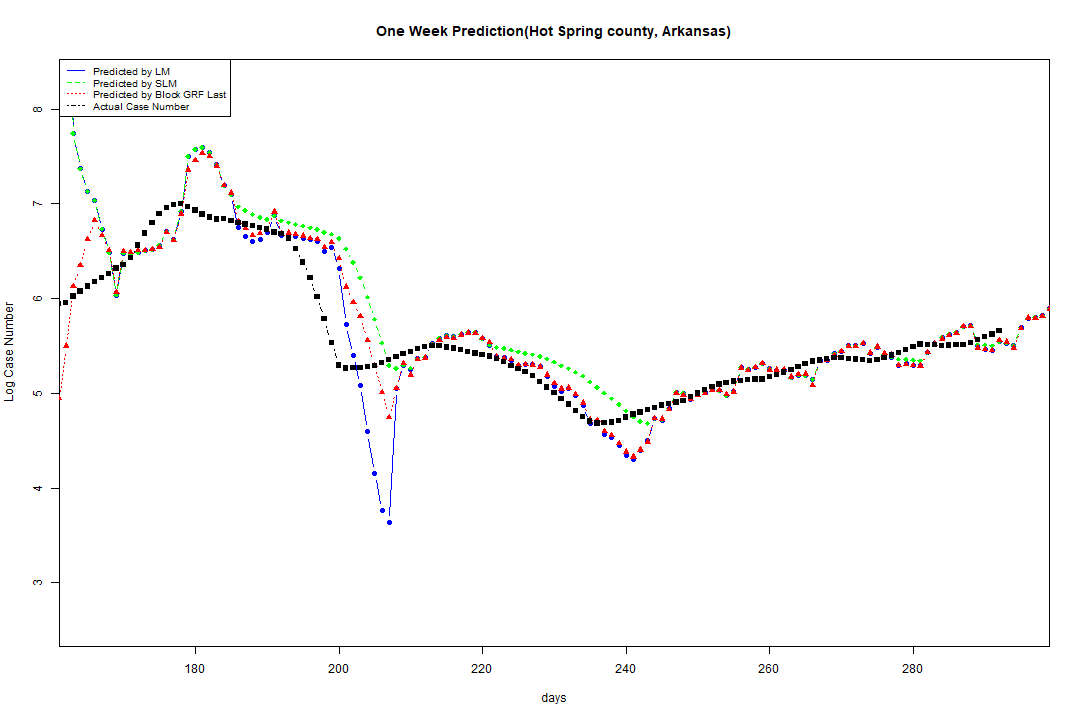 One Week Prediction(Hot Spring county, Arkansas)
Predicted by LM
Predicted by SLM
Predicted by Block GRF Last
Actual Case Number
8
7
6
5
4
3
Log Case Number
180 200 220 240 260 280
days